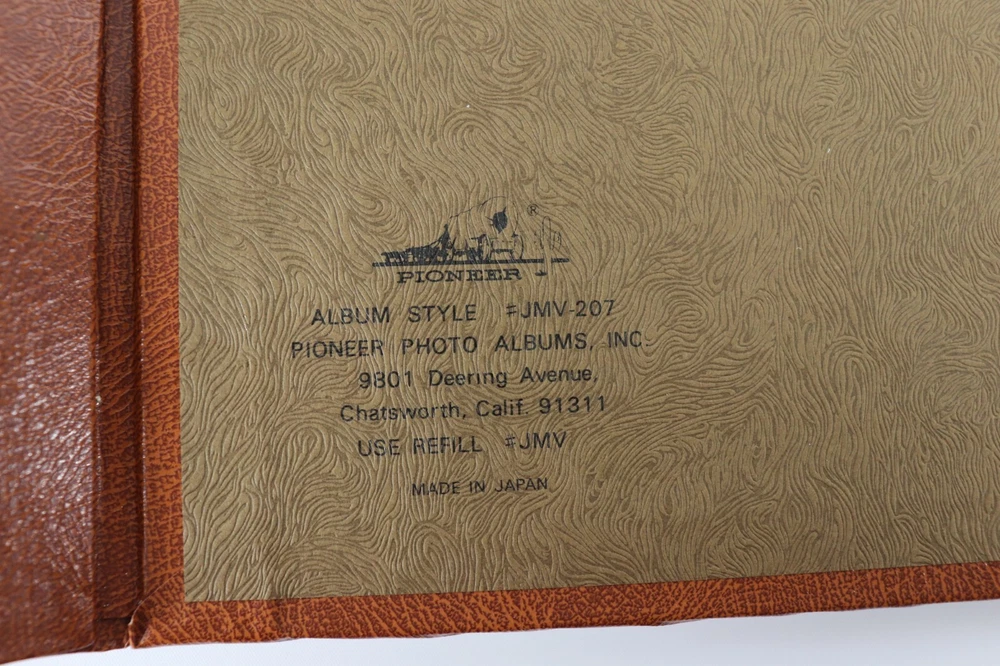 ®
PIONEER
ALBUM STYLE #JMV-207
PIONEER PHOTO ALBUMS, INC.
9801 Deering Avenue,
Chatsworth, Calif. 91311
USE REFILL #JMV
MADE IN JAPAN